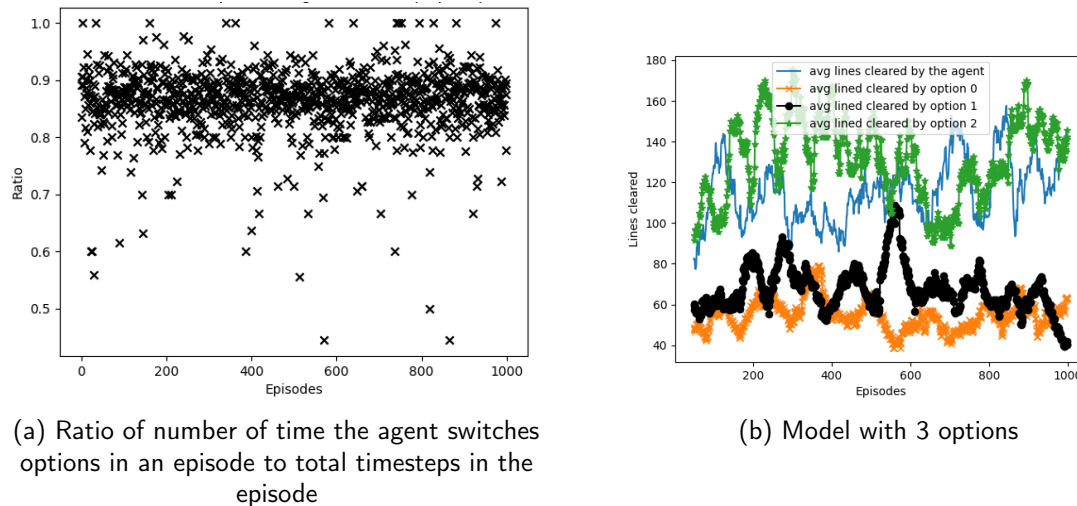 1.0
0.9
0.8
0.7
0.6
0.5
Ratio
0 200 400 600 800 1000
Episodes
(a) Ratio of number of time the agent switches
options in an episode to total timesteps in the
episode
180
160
140
120
100
80
60
40
Lines cleared
avg lines cleared by the agent
avg lined cleared by option 0
avg lined cleared by option 1
avg lined cleared by option 2
200 400 600 800 1000
Episodes
(b) Model with 3 options